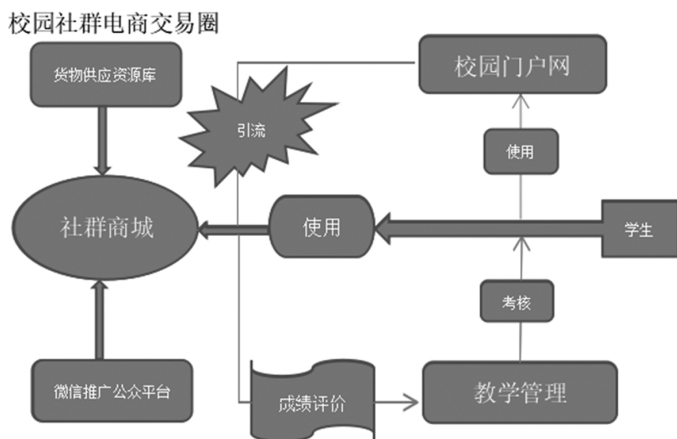 校园社群电商交易圈
货物供应资源库
校园门户网
引流
使用
社群商城
使用
学生
考核
微信推广公众平台
成绩评价
教学管理